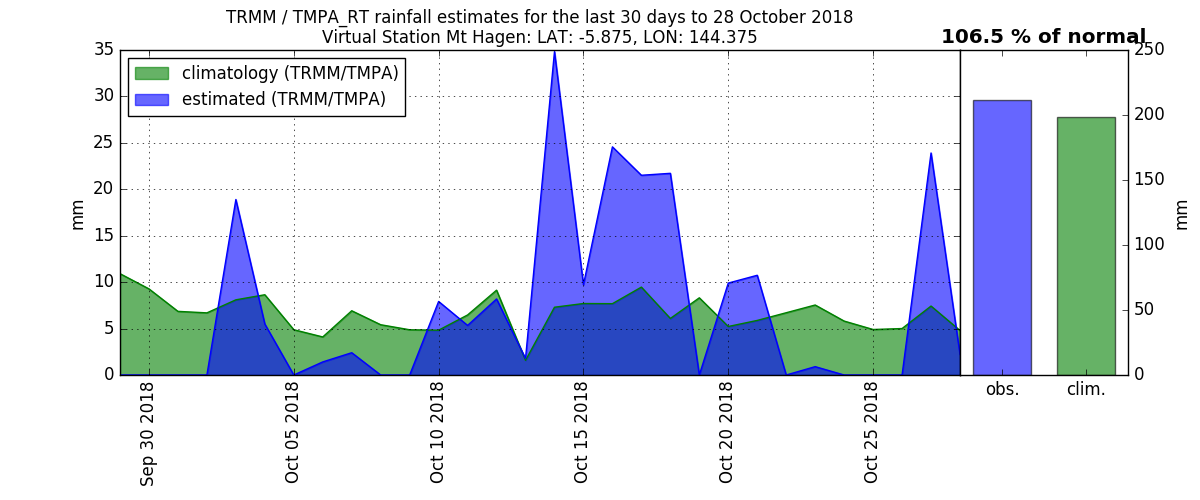 TRMM / TMPA_RT rainfall estimates for the last 30 days to 28 October 2018
Virtual Station Mt Hagen: LAT: -5.875, LON: 144.375
106.5 % of normal
climatology (TRMM/TMPA)
estimated (TRMM/TMPA)
35
30
25
20
15
10
5
0
mm
Sep 30 2018
Oct 05 2018
Oct 10 2018
Oct 15 2018
Oct 20 2018
Oct 25 2018
obs.
clim.
250
200
150
100
50
0
mm